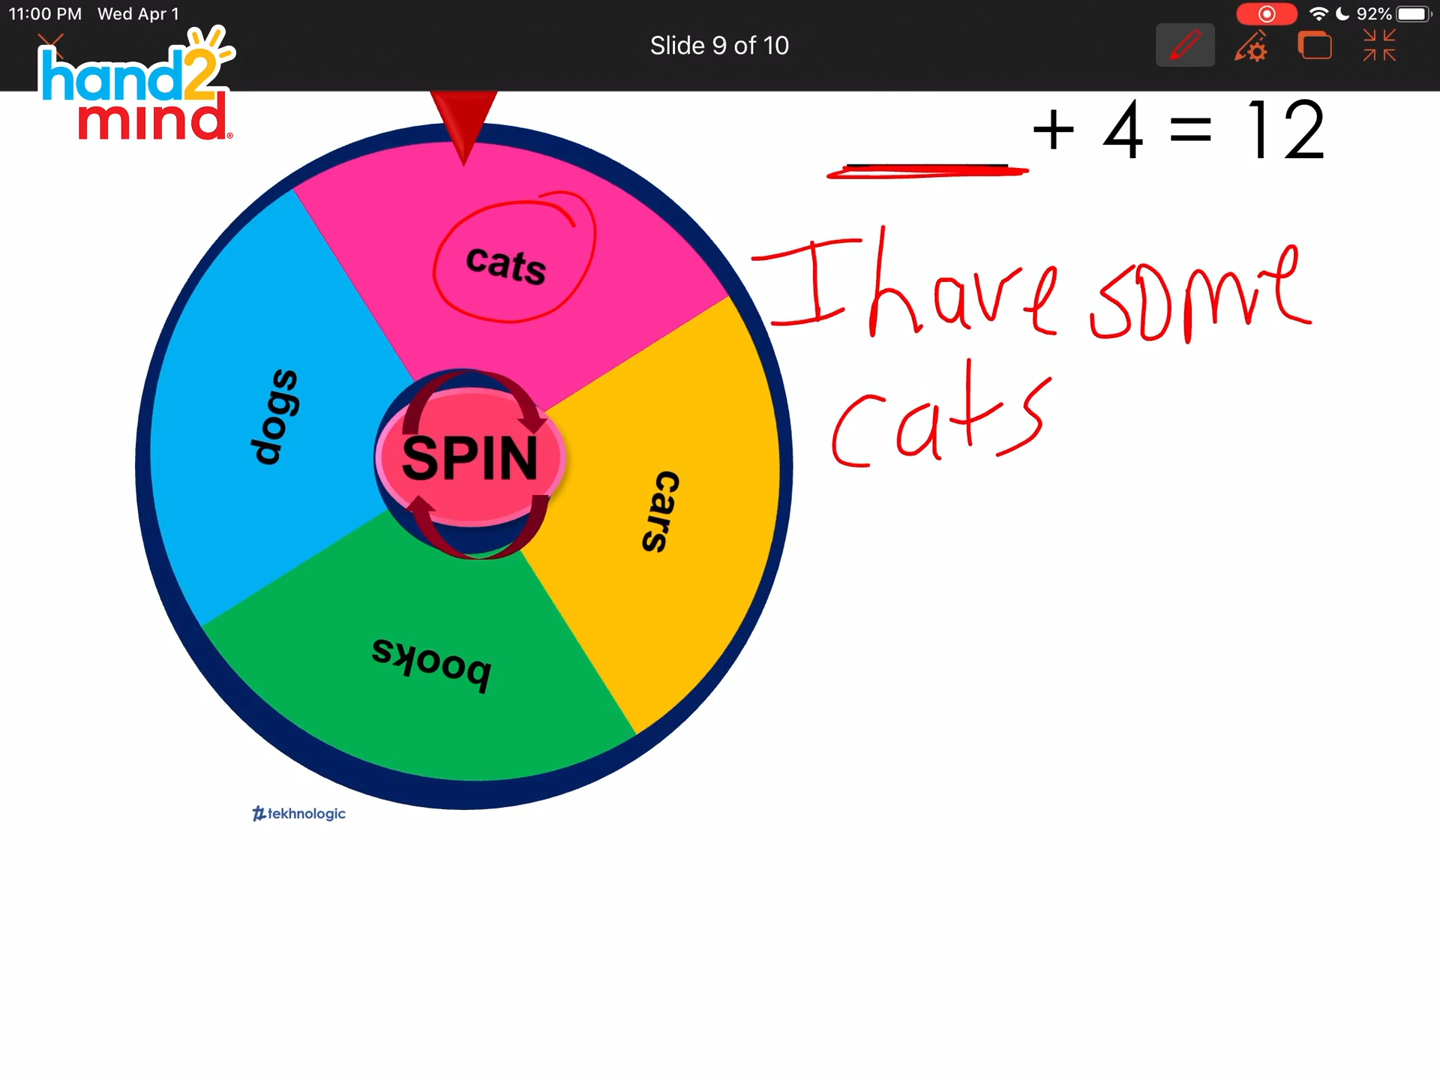 11:00 PM Wed Apr 1
92%
Slide 9 of 10
hand2
mind
____ + 4 = 12
cats
I have some
cats
dogs
SPIN
cars
books
tekhnologic